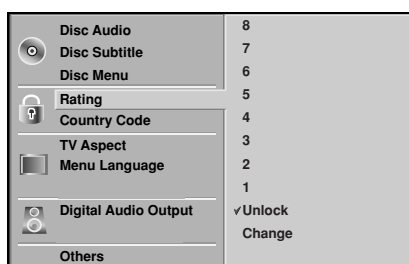 Disc Audio
Disc Subtitle
Disc Menu
Rating
Country Code
TV Aspect
Menu Language
Digital Audio Output
Others
8
7
6
5
4
3
2
1
✓Unlock
Change